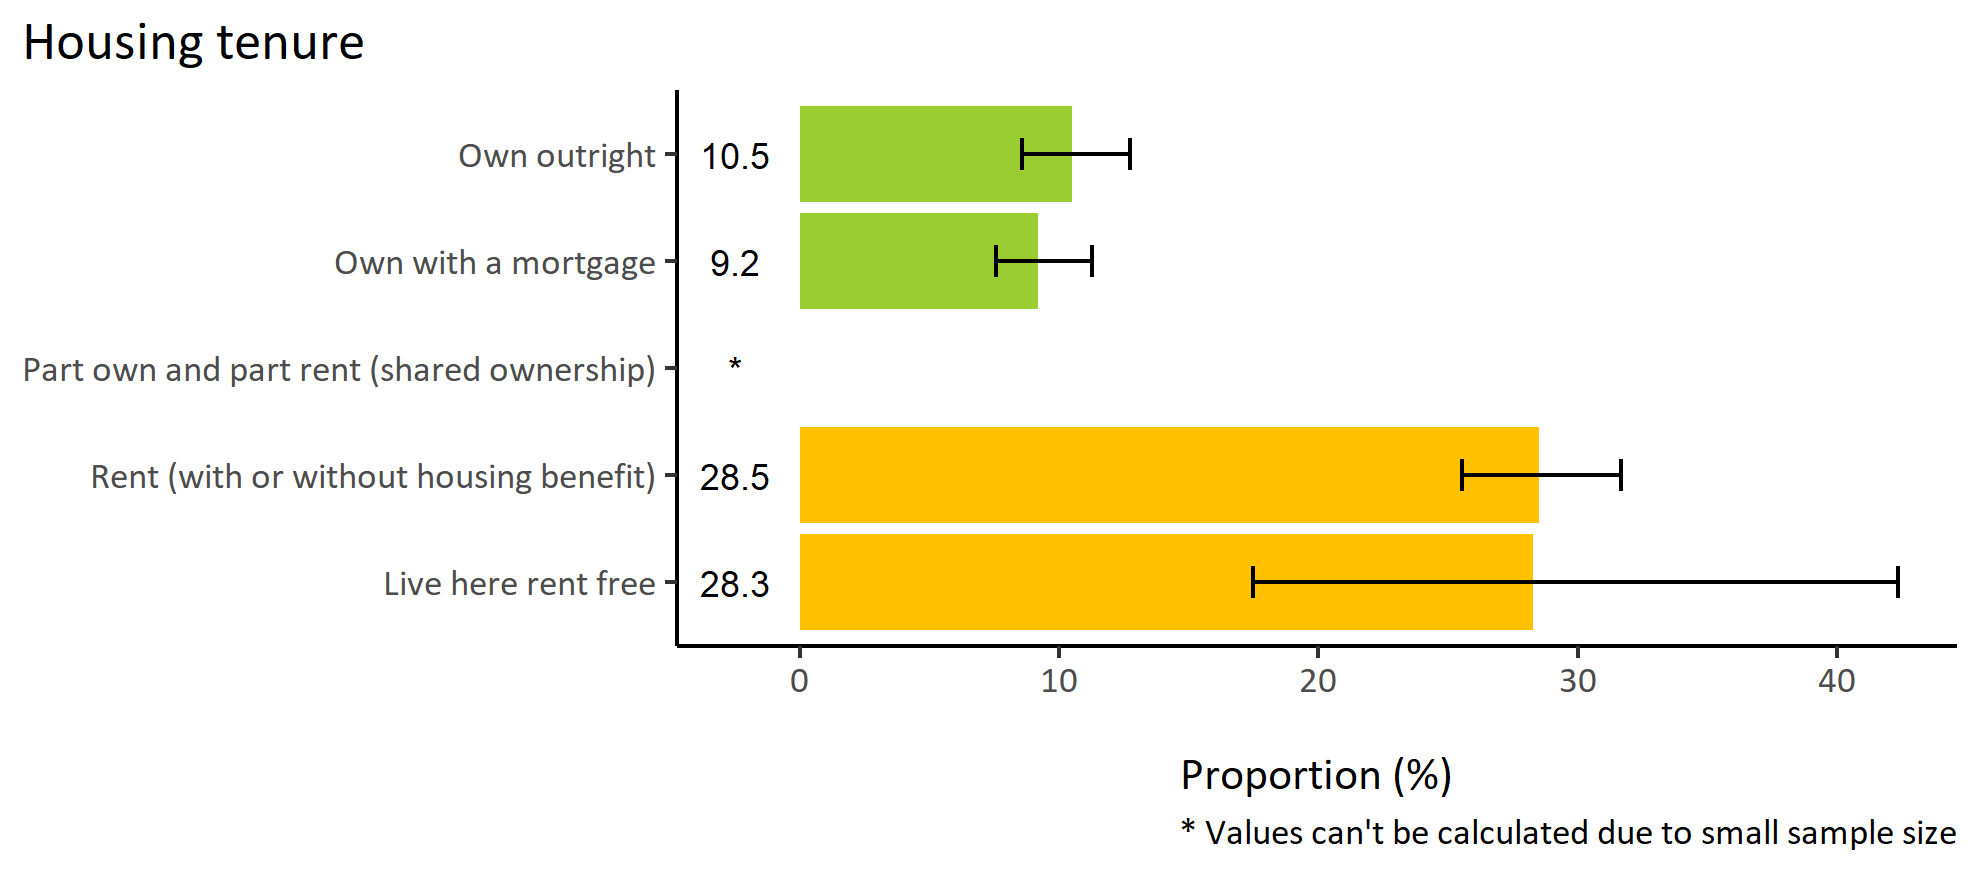 Housing tenure
Own outright 10.5
Own with a mortgage 9.2
Part own and part rent (shared ownership) *
Rent (with or without housing benefit) 28.5
Live here rent free 28.3
0 10 20 30 40
Proportion (%)
* Values can't be calculated due to small sample size